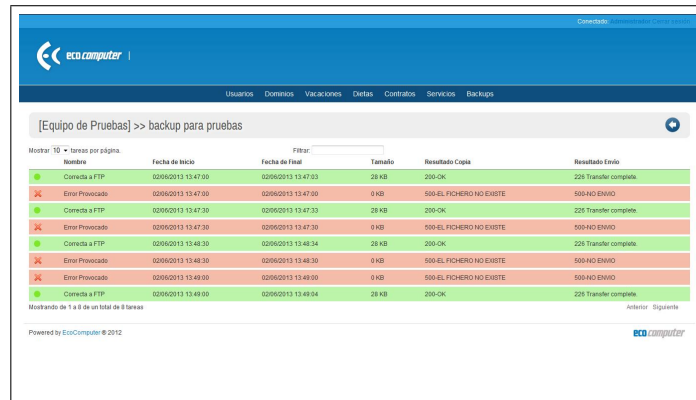 Conectado: Administrador Cerrar sesión
eco computer |
Usuarios Dominios Vacaciones Dietas Contratos Servicios Backups
[Equipo de Pruebas] >> backup para pruebas
Mostrar 10 tareas por página. Filtrar:
Nombre Fecha de Inicio Fecha de Final Tamaño Resultado Copia Resultado Envio
Correcta a FTP 02/06/2013 13:47:00 02/06/2013 13:47:03 28 KB 200-OK 226 Transfer complete.
Error Provocado 02/06/2013 13:47:00 02/06/2013 13:47:00 0 KB 500-EL FICHERO NO EXISTE 500-NO ENVIO
Correcta a FTP 02/06/2013 13:47:30 02/06/2013 13:47:33 28 KB 200-OK 226 Transfer complete.
Error Provocado 02/06/2013 13:47:30 02/06/2013 13:47:30 0 KB 500-EL FICHERO NO EXISTE 500-NO ENVIO
Correcta a FTP 02/06/2013 13:48:30 02/06/2013 13:48:34 28 KB 200-OK 226 Transfer complete.
Error Provocado 02/06/2013 13:48:30 02/06/2013 13:48:30 0 KB 500-EL FICHERO NO EXISTE 500-NO ENVIO
Error Provocado 02/06/2013 13:49:00 02/06/2013 13:49:00 0 KB 500-EL FICHERO NO EXISTE 500-NO ENVIO
Correcta a FTP 02/06/2013 13:49:00 02/06/2013 13:49:04 28 KB 200-OK 226 Transfer complete.
Mostrando de 1 a 8 de un total de 8 tareas Anterior Siguiente
Powered by EcoComputer ® 2012 eco computer